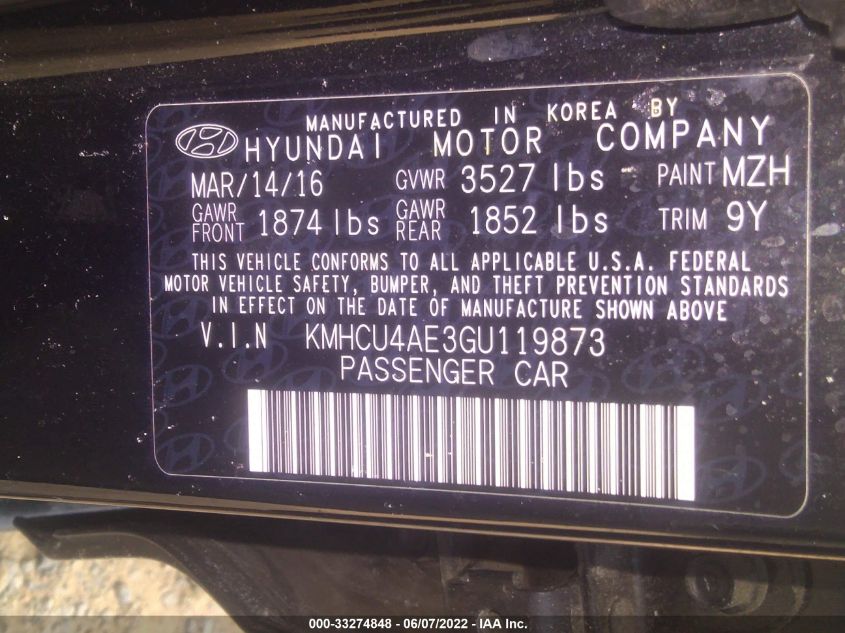 MANUFACTURED IN KOREA BY
HYUNDAI MOTOR COMPANY
MAR/14/16 GVWR 3527 lbs PAINT MZH
GAWR FRONT 1874 lbs GAWR REAR 1852 lbs TRIM 9Y
THIS VEHICLE CONFORMS TO ALL APPLICABLE U.S.A. FEDERAL
MOTOR VEHICLE SAFETY, BUMPER, AND THEFT PREVENTION STANDARDS
IN EFFECT ON THE DATE OF MANUFACTURE SHOWN ABOVE
V.I.N KMHCU4AE3GU119873
PASSENGER CAR
000-33274848 - 06/07/2022 - IAA Inc.